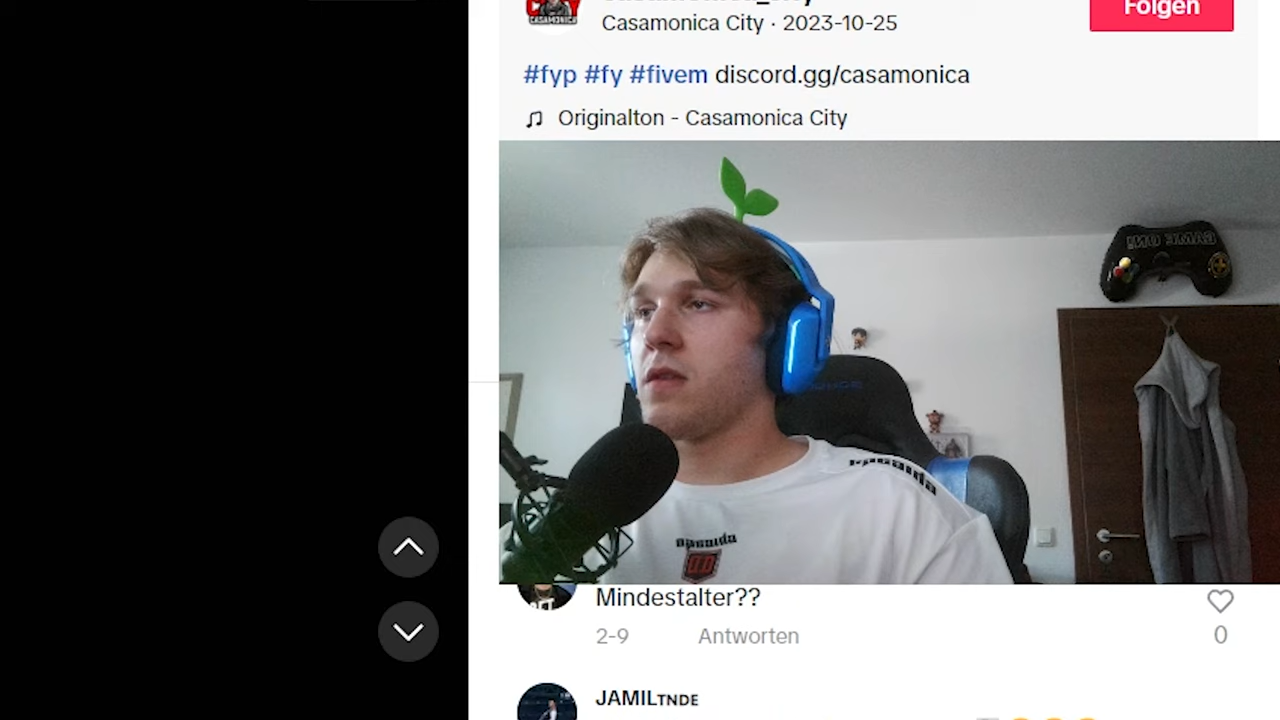 CASAMONICA
Folgen
Casamonica City · 2023-10-25
#fyp #fy #fivem discord.gg/casamonica
Originalton - Casamonica City
Mindestalter??
2-9 Antworten
0
JAMILTNDE